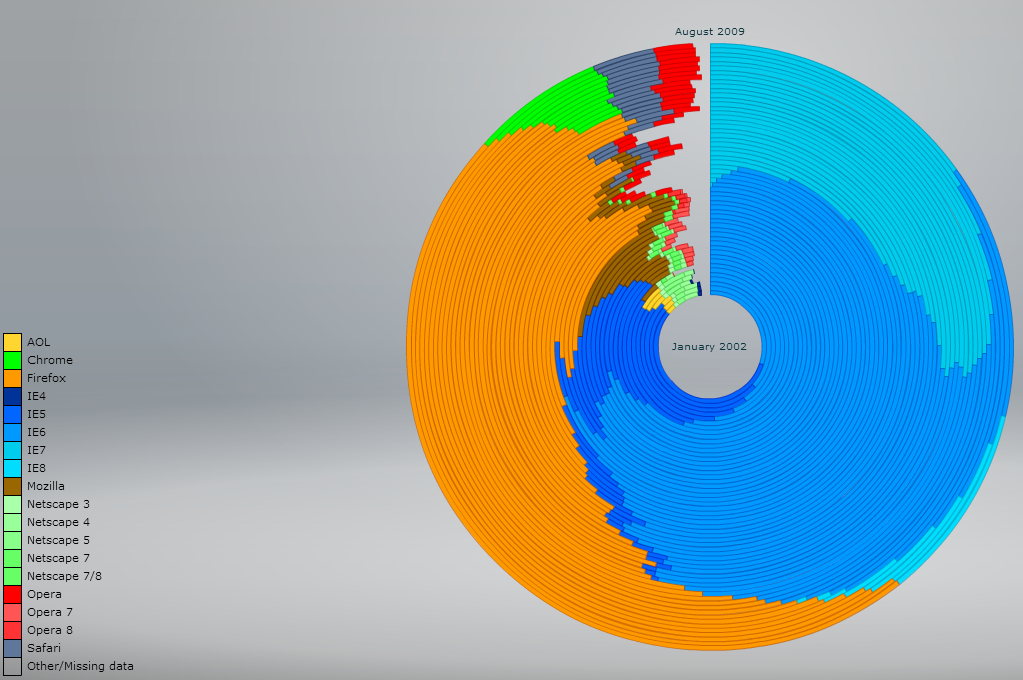 August 2009
January 2002
AOL
Chrome
Firefox
IE4
IE5
IE6
IE7
IE8
Mozilla
Netscape 3
Netscape 4
Netscape 5
Netscape 7
Netscape 7/8
Opera
Opera 7
Opera 8
Safari
Other/Missing data